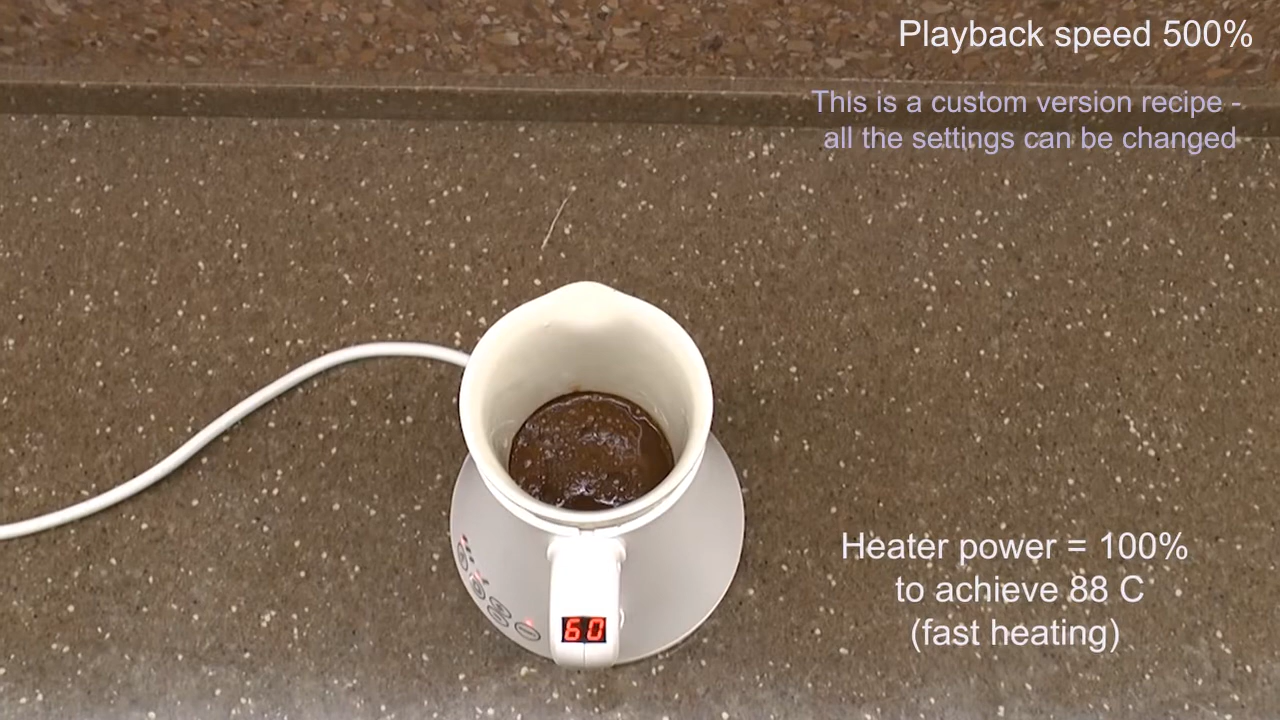 Playback speed 500%
This is a custom version recipe -
all the settings can be changed
Heater power = 100%
to achieve 88 C
(fast heating)
60